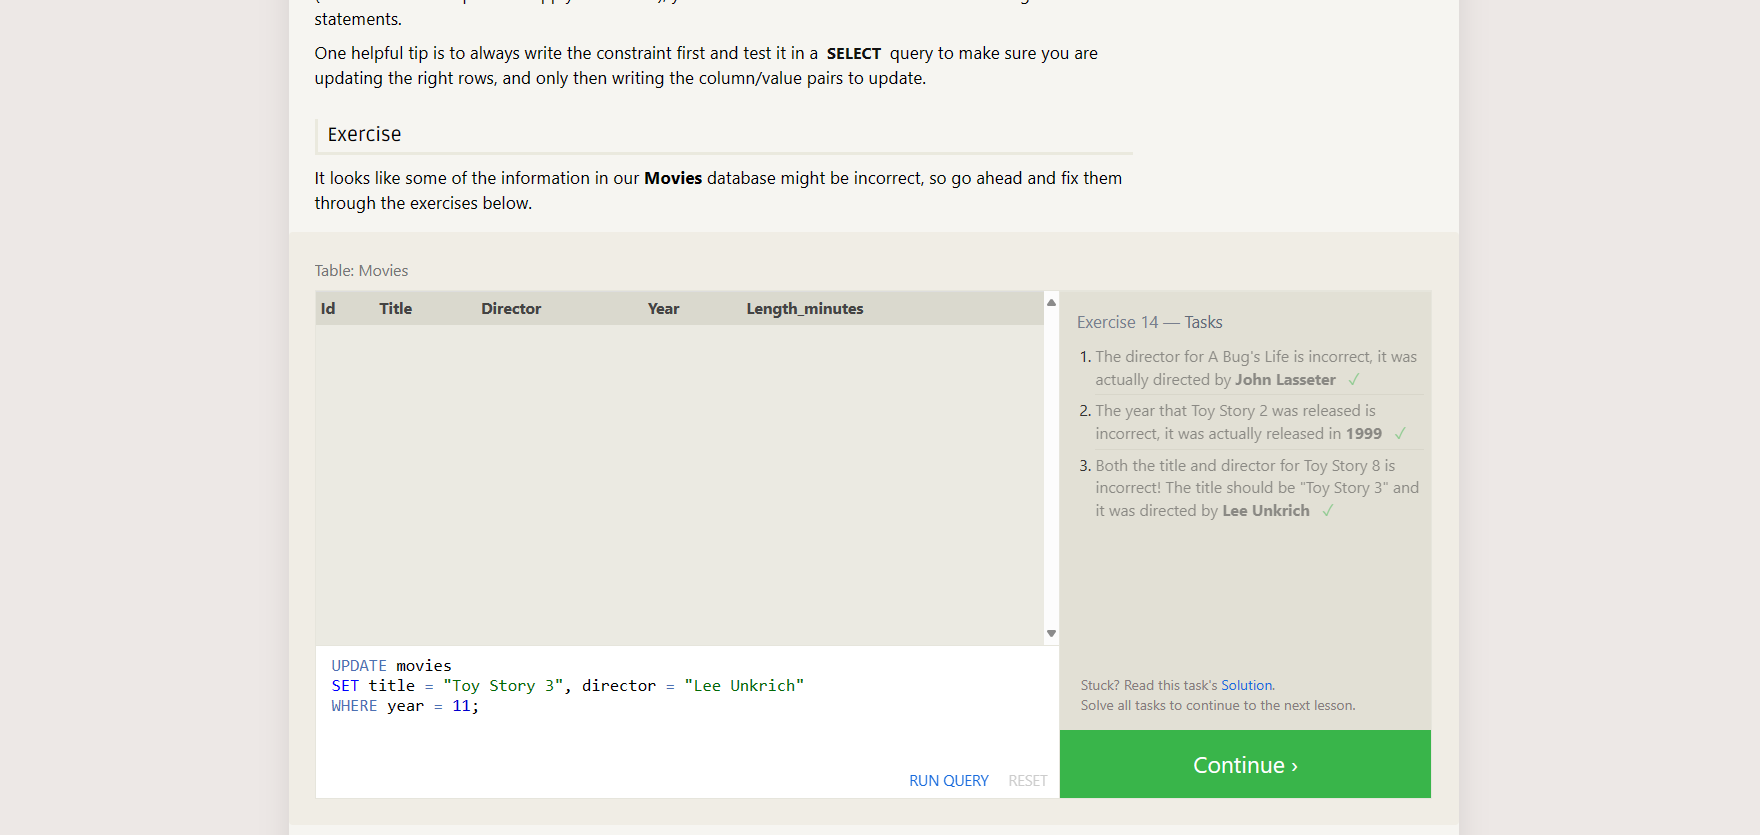 statements.
One helpful tip is to always write the constraint first and test it in a SELECT query to make sure you are
updating the right rows, and only then writing the column/value pairs to update.
Exercise
It looks like some of the information in our Movies database might be incorrect, so go ahead and fix them
through the exercises below.
Table: Movies
Id Title Director Year Length_minutes
UPDATE movies
SET title = "Toy Story 3", director = "Lee Unkrich"
WHERE year = 11;
RUN QUERY RESET
Exercise 14 — Tasks
1. The director for A Bug's Life is incorrect, it was
actually directed by John Lasseter ✓
2. The year that Toy Story 2 was released is
incorrect, it was actually released in 1999 ✓
3. Both the title and director for Toy Story 8 is
incorrect! The title should be "Toy Story 3" and
it was directed by Lee Unkrich ✓
Stuck? Read this task's Solution.
Solve all tasks to continue to the next lesson.
Continue ›